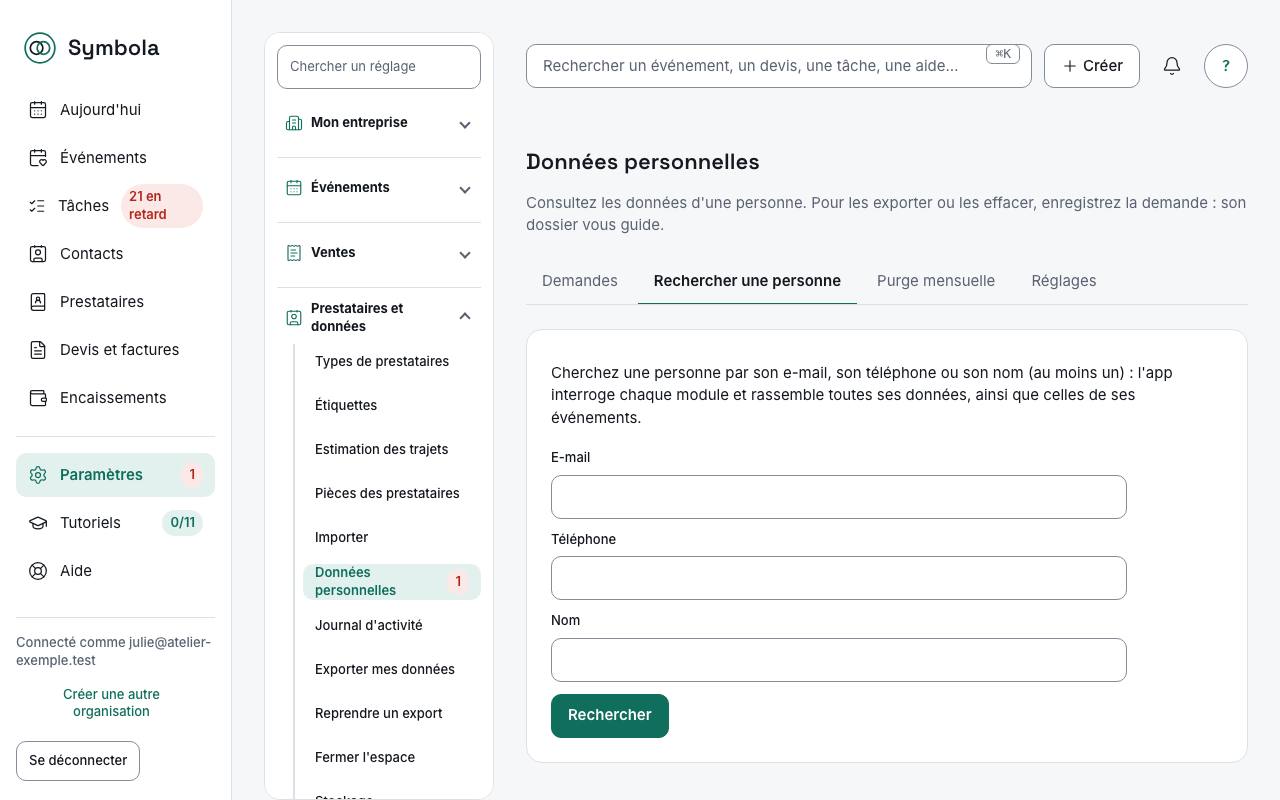 Symbola
Aujourd'hui
Événements
Tâches
21 en
retard
Contacts
Prestataires
Devis et factures
Encaissements
Paramètres
1
Tutoriels
0/11
Aide
Connecté comme julie@atelier-
exemple.test
Créer une autre
organisation
Se déconnecter
Chercher un réglage
Mon entreprise
Événements
Ventes
Prestataires et
données
Types de prestataires
Étiquettes
Estimation des trajets
Pièces des prestataires
Importer
Données
personnelles
1
Journal d'activité
Exporter mes données
Reprendre un export
Fermer l'espace
Stockage
Rechercher un événement, un devis, une tâche, une aide...
⌘K
+ Créer
?
Données personnelles
Consultez les données d'une personne. Pour les exporter ou les effacer, enregistrez la demande : son
dossier vous guide.
Demandes
Rechercher une personne
Purge mensuelle
Réglages
Cherchez une personne par son e-mail, son téléphone ou son nom (au moins un) : l'app
interroge chaque module et rassemble toutes ses données, ainsi que celles de ses
événements.
E-mail
Téléphone
Nom
Rechercher